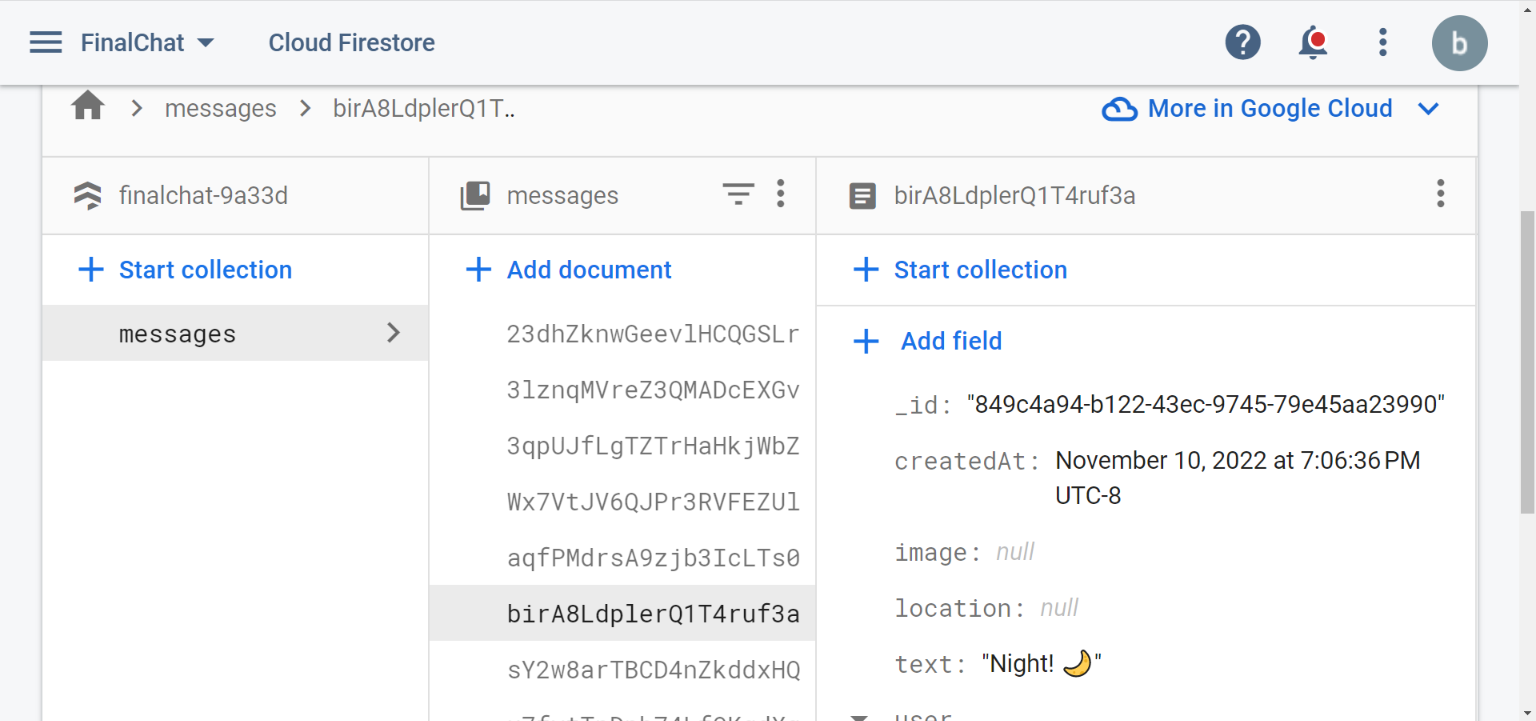 FinalChat
Cloud Firestore
?
b
messages
birA8LdplerQ1T..
More in Google Cloud
finalchat-9a33d
messages
birA8LdplerQ1T4ruf3a
Start collection
Add document
Start collection
messages
23dhZknwGeevlHCQGSLr
3lznqMVreZ3QMADcEXGv
3qpUJfLgTZTrHaHkjWbZ
Wx7VtJV6QJPr3RVFEZUl
aqfPMdrsA9zjb3IcLTs0
birA8LdplerQ1T4ruf3a
sY2w8arTBCD4nZkddxHQ
Add field
_id: "849c4a94-b122-43ec-9745-79e45aa23990"
createdAt: November 10, 2022 at 7:06:36 PM
UTC-8
image: null
location: null
text: "Night! 🌙"
user